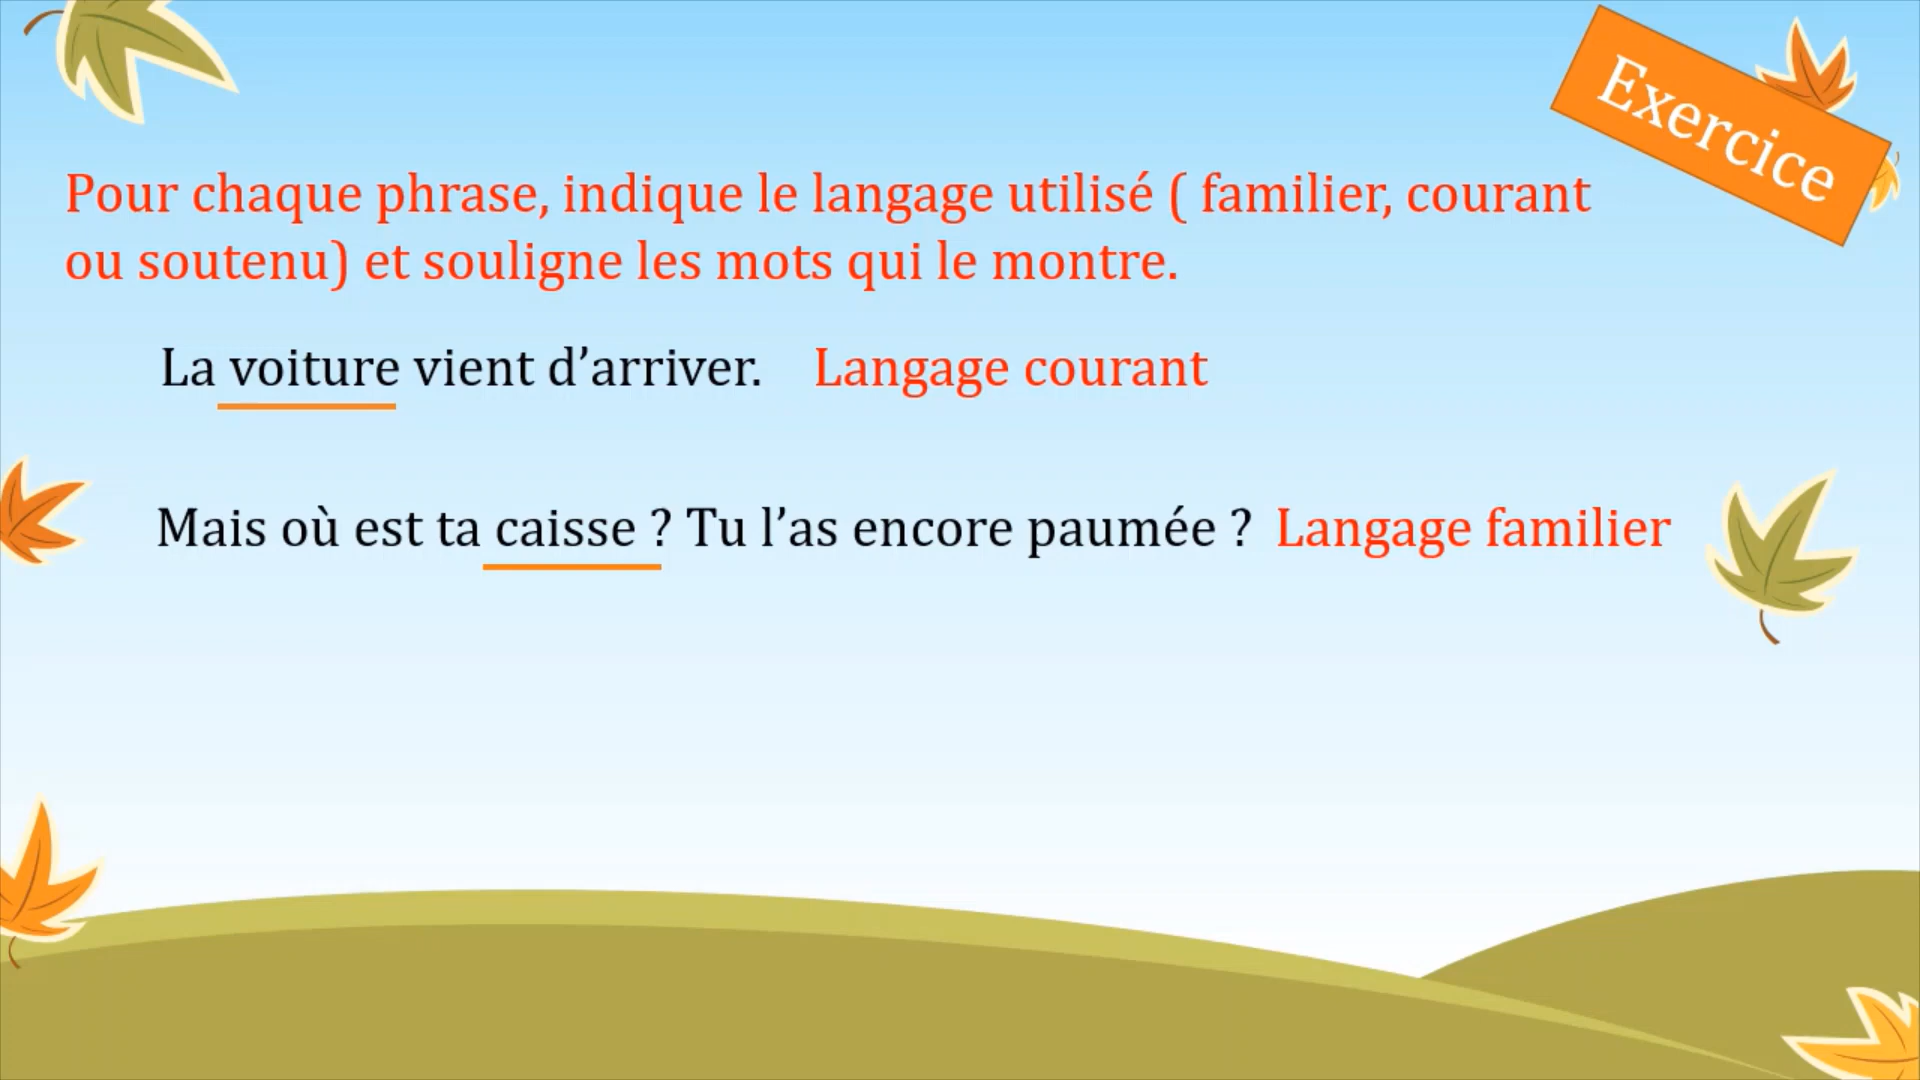 Exercice
Pour chaque phrase, indique le langage utilisé ( familier, courant
ou soutenu) et souligne les mots qui le montre.
La voiture vient d’arriver. Langage courant
Mais où est ta caisse ? Tu l’as encore paumée ? Langage familier